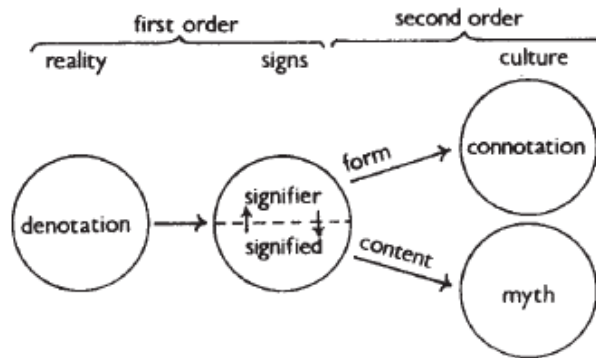 first order
second order
reality
signs
culture
form
connotation
signifier
denotation
signified
content
myth